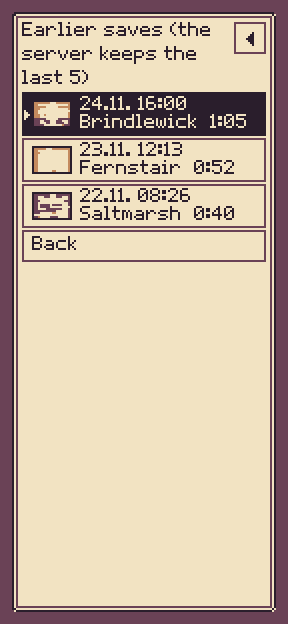 Earlier saves (the
server keeps the
last 5)
24.11. 16:00
Brindlewick 1:05
23.11. 12:13
Fernstair 0:52
22.11. 08:26
Saltmarsh 0:40
Back